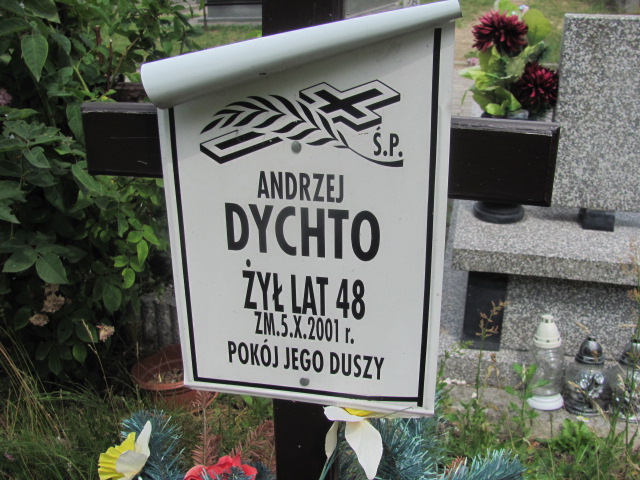 Ś.P.
ANDRZEJ
DYCHTO
ŻYŁ LAT 48
ZM.5.X.2001 r.
POKÓJ JEGO DUSZY